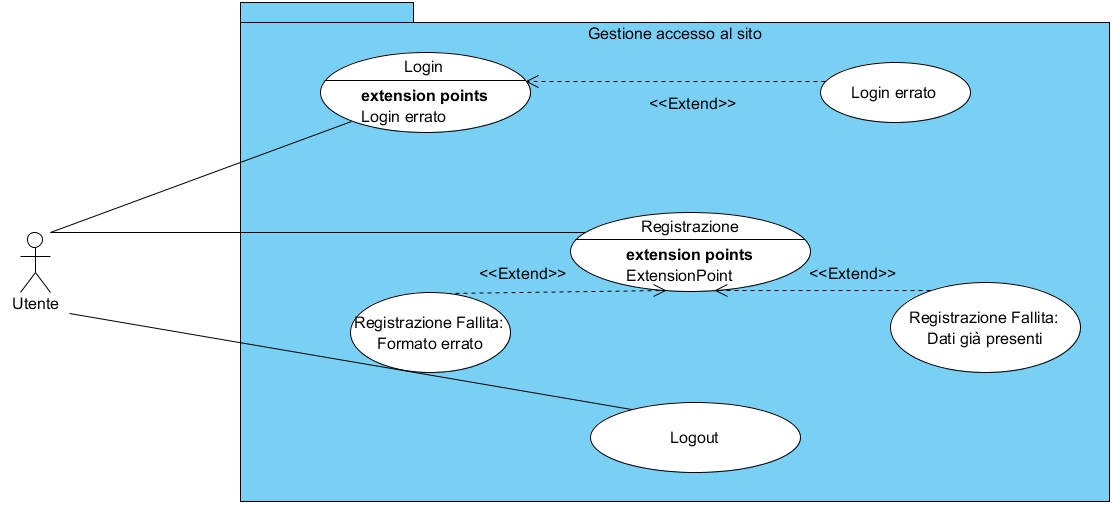 Gestione accesso al sito
Login
extension points
Login errato
<<Extend>>
Login errato
Registrazione
extension points
ExtensionPoint
<<Extend>>
<<Extend>>
Utente
Registrazione Fallita:
Formato errato
Registrazione Fallita:
Dati già presenti
Logout